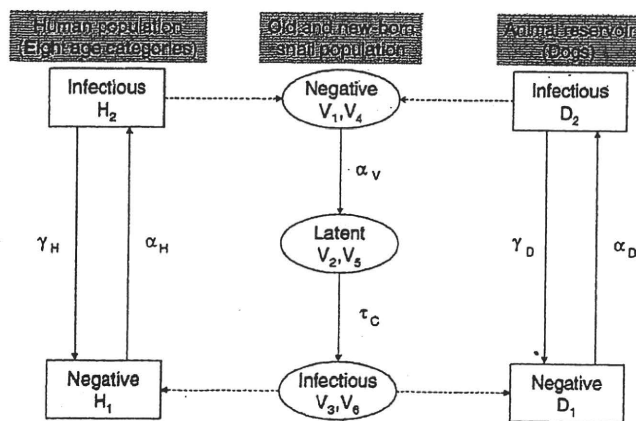 Human population
(Eight age categories)
Old and new-born
snail population
Animal reservoir
(Dogs)
Infectious
H2
Negative
V1,V4
Infectious
D2
αV
γH
αH
Latent
V2,V5
γD
αD
τC
Negative
H1
Infectious
V3,V6
Negative
D1